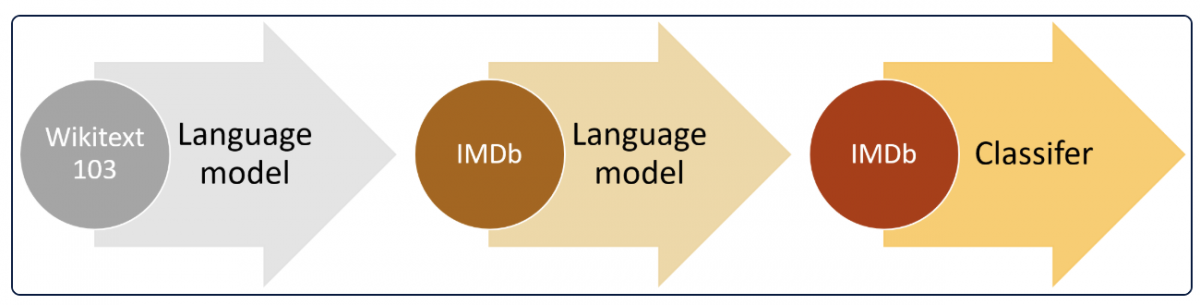 Wikitext
103
Language
model
IMDb
Language
model
IMDb
Classifer